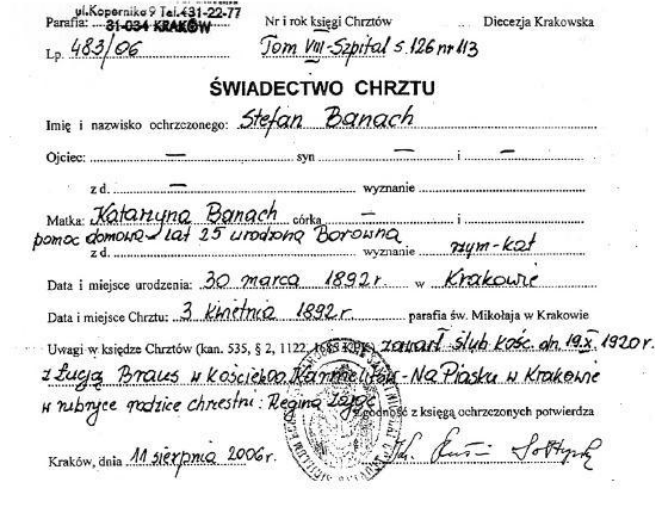 ul.Kopernika 9 Tel.431-22-77
31-034 KRAKÓW
Parafia: Nr i rok księgi Chrztów Diecezja Krakowska
Lp. 483/06 Tom VIII-Szpital s.126 nr 113
ŚWIADECTWO CHRZTU
Imię i nazwisko ochrzczonego: Stefan Banach
Ojciec: — syn — i —
z d. — wyznanie
Matka: Katarzyna Banach córka — i
pomoc domowa lat 25 urodzona Borowna
z d. wyznanie rzym-kat
Data i miejsce urodzenia: 30 marca 1892 r. w Krakowie
Data i miejsce Chrztu: 3 kwietnia 1892 r. parafia św. Mikołaja w Krakowie
Uwagi w księdze Chrztów (kan. 535, § 2, 1122, 1685 KPK) zawarł ślub kośc. dn. 19.X.1920 r.
z Łucją Braus w Kościele OO. Karmelitów-Na Piasku w Krakowie
w rubryce rodzice chrzestni: Regina Zając
Zgodność z księgą ochrzczonych potwierdza
Kraków, dnia 11 sierpnia 2006 r.